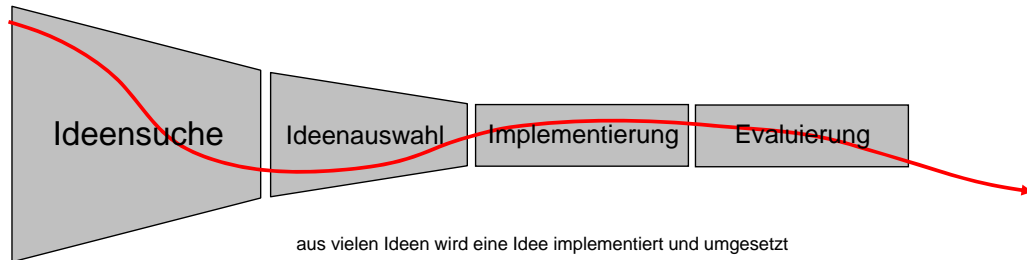 Ideensuche
Ideenauswahl
Implementierung
Evaluierung
aus vielen Ideen wird eine Idee implementiert und umgesetzt